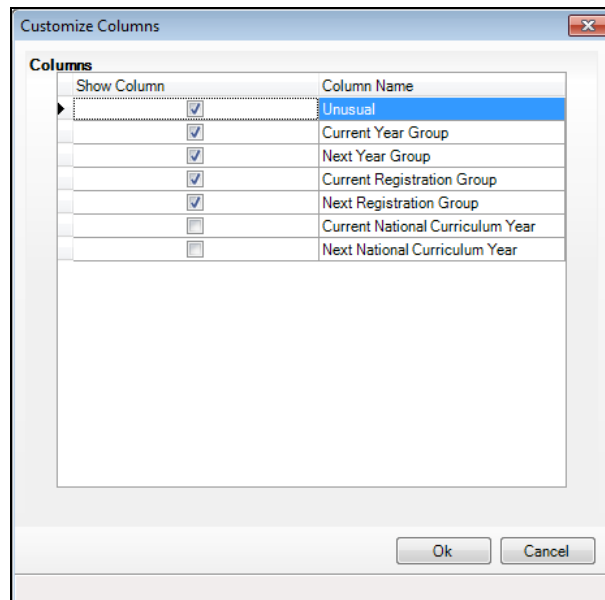 Customize Columns
Columns
Show Column Column Name
Unusual
Current Year Group
Next Year Group
Current Registration Group
Next Registration Group
Current National Curriculum Year
Next National Curriculum Year
Ok Cancel